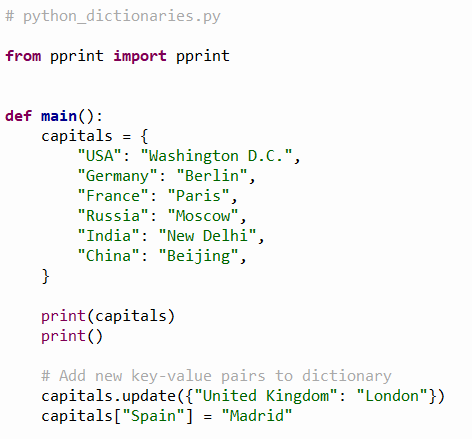 # python_dictionaries.py

from pprint import pprint


def main():
    capitals = {
        "USA": "Washington D.C.",
        "Germany": "Berlin",
        "France": "Paris",
        "Russia": "Moscow",
        "India": "New Delhi",
        "China": "Beijing",
    }

    print(capitals)
    print()

    # Add new key-value pairs to dictionary
    capitals.update({"United Kingdom": "London"})
    capitals["Spain"] = "Madrid"